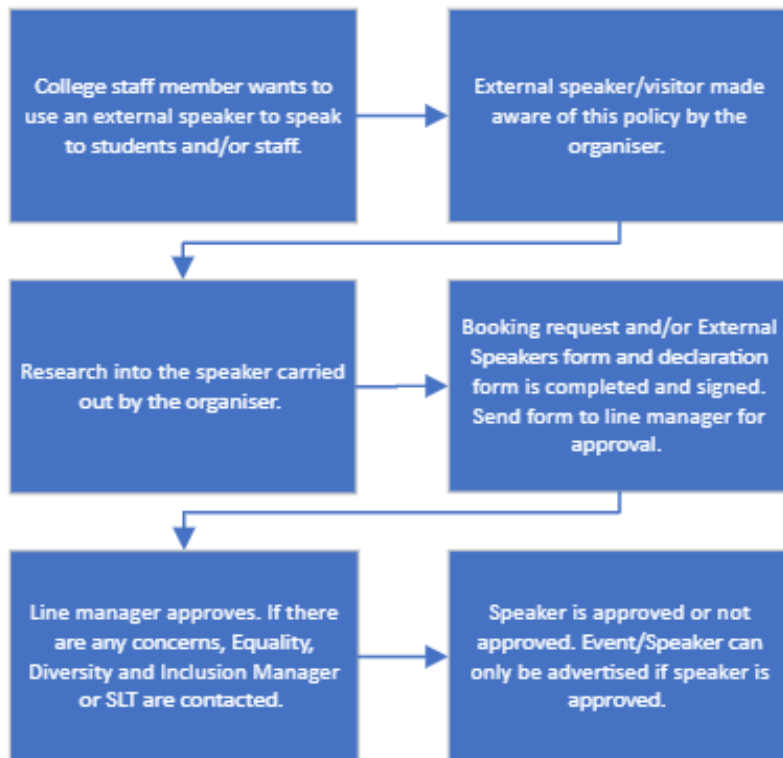 College staff member wants to
use an external speaker to speak
to students and/or staff.
External speaker/visitor made
aware of this policy by the
organiser.
Research into the speaker carried
out by the organiser.
Booking request and/or External
Speakers form and declaration
form is completed and signed.
Send form to line manager for
approval.
Line manager approves. If there
are any concerns, Equality,
Diversity and Inclusion Manager
or SLT are contacted.
Speaker is approved or not
approved. Event/Speaker can
only be advertised if speaker is
approved.